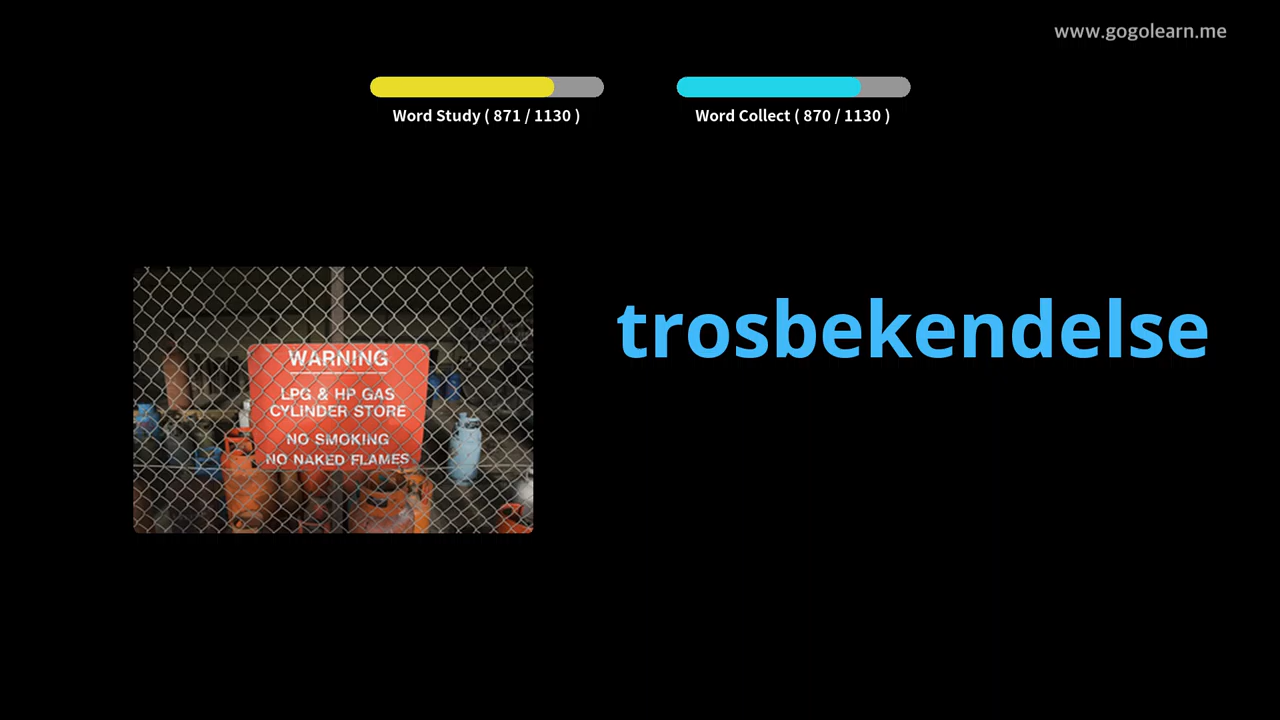 www.gogolearn.me
Word Study ( 871 / 1130 )
Word Collect ( 870 / 1130 )
trosbekendelse
WARNING
LPG & HP GAS
CYLINDER STORE
NO SMOKING
NO NAKED FLAMES